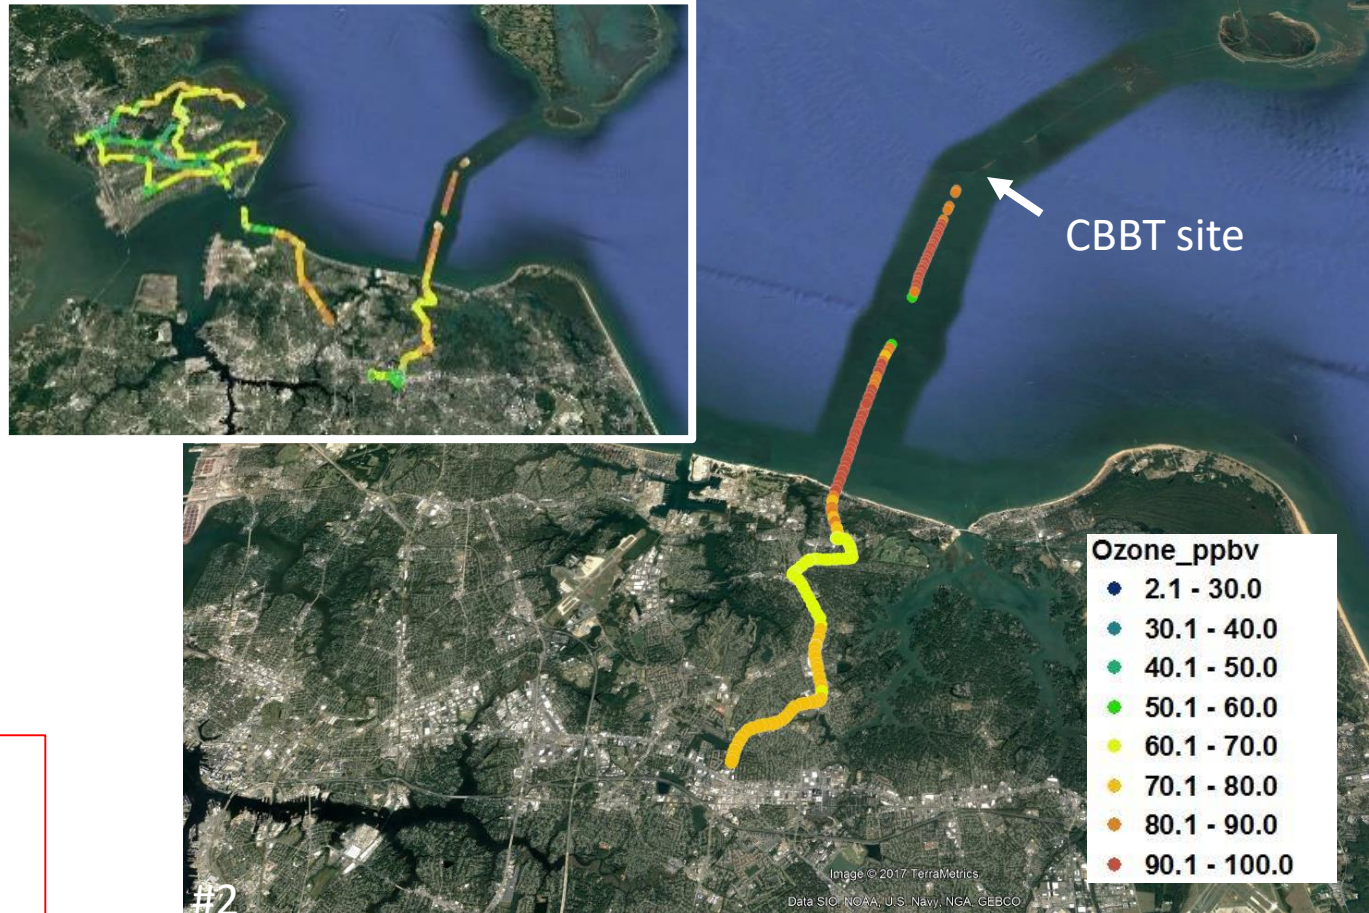 CBBT site
Ozone_ppbv
2.1 - 30.0
30.1 - 40.0
40.1 - 50.0
50.1 - 60.0
60.1 - 70.0
70.1 - 80.0
80.1 - 90.0
90.1 - 100.0
Image © 2017 TerraMetrics
Data SIO, NOAA, U.S. Navy, NGA, GEBCO
#2